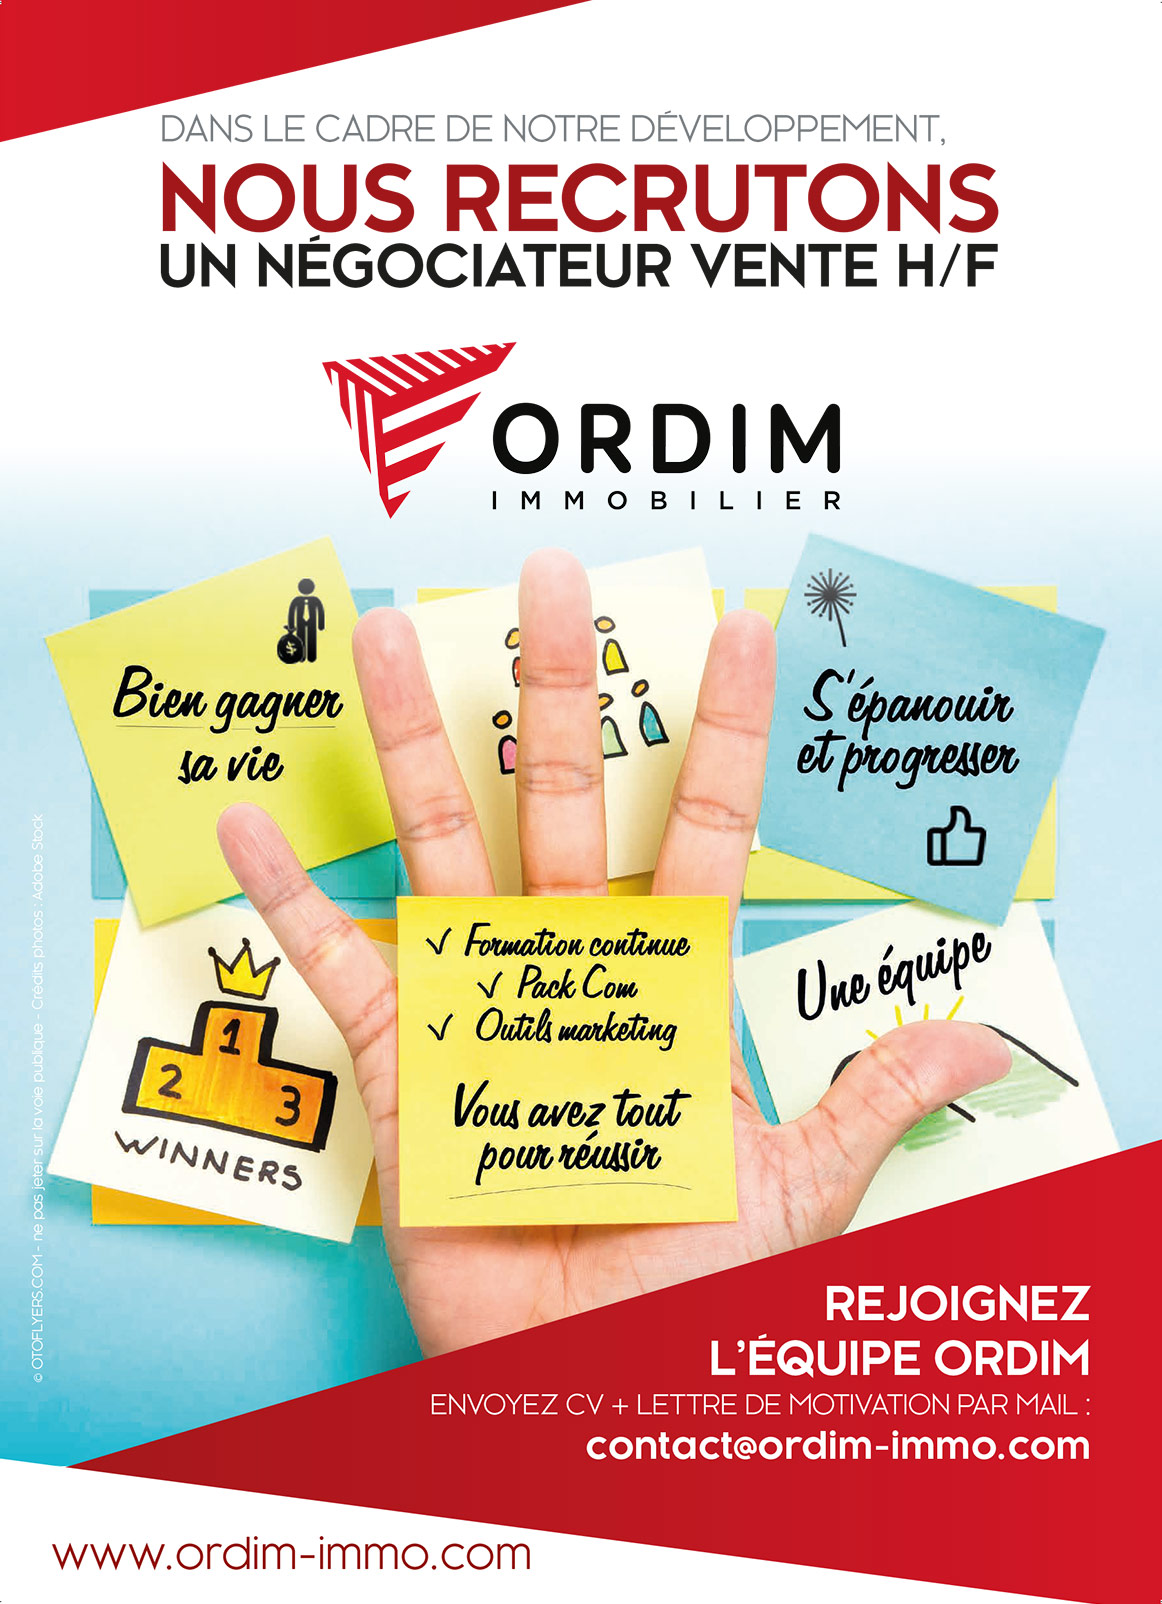 DANS LE CADRE DE NOTRE DÉVELOPPEMENT,
NOUS RECRUTONS
UN NÉGOCIATEUR VENTE H/F
ORDIM
IMMOBILIER
Bien gagner
sa vie
S'épanouir
et progresser
1
2
3
WINNERS
√ Formation continue
√ Pack Com
√ Outils marketing
Vous avez tout
pour réussir
Une équipe
© OTOFLYERS.COM - ne pas jeter sur la voie publique - Crédits photos : Adobe Stock
REJOIGNEZ
L'ÉQUIPE ORDIM
ENVOYEZ CV + LETTRE DE MOTIVATION PAR MAIL :
contact@ordim-immo.com
www.ordim-immo.com